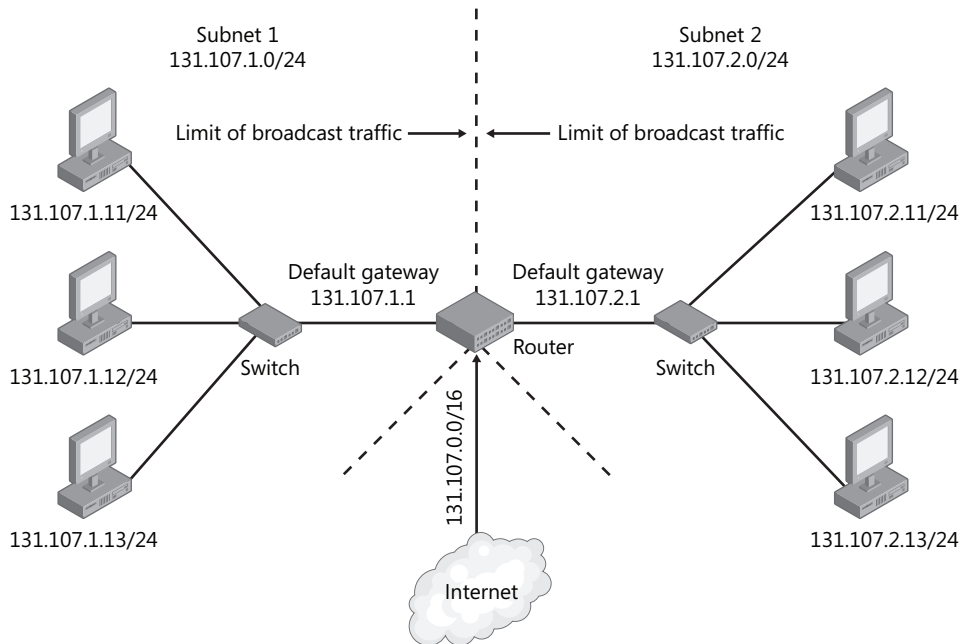 Subnet 1
131.107.1.0/24
Subnet 2
131.107.2.0/24
Limit of broadcast traffic
Limit of broadcast traffic
131.107.1.11/24
131.107.2.11/24
Default gateway
131.107.1.1
Default gateway
131.107.2.1
Router
Switch
Switch
131.107.1.12/24
131.107.2.12/24
131.107.0.0/16
131.107.1.13/24
131.107.2.13/24
Internet